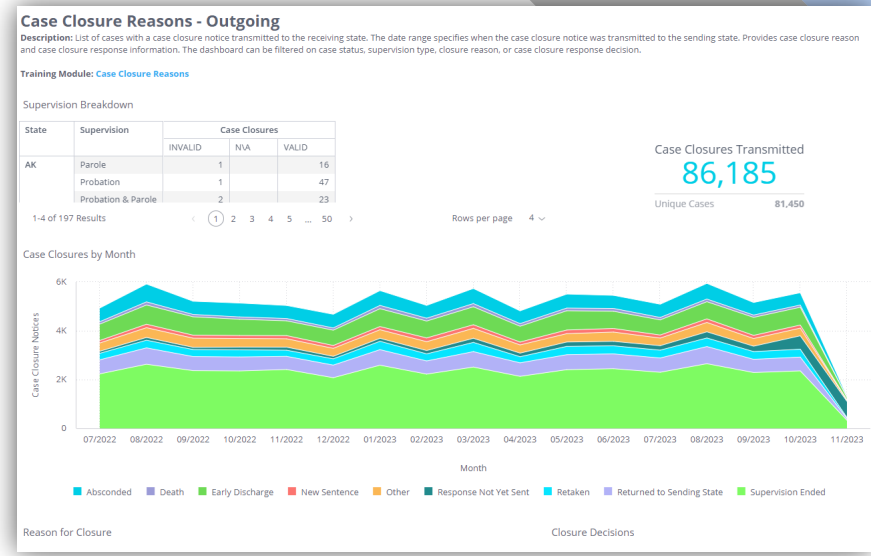 Case Closure Reasons - Outgoing
Description: List of cases with a case closure notice transmitted to the receiving state. The date range specifies when the case closure notice was transmitted to the sending state. Provides case closure reason
and case closure response information. The dashboard can be filtered on case status, supervision type, closure reason, or case closure response decision.
Training Module: Case Closure Reasons
Supervision Breakdown
State Supervision Case Closures
INVALID N\A VALID
AK Parole 1 16
Probation 1 47
Probation & Parole 2 23
1-4 of 197 Results
1 2 3 4 5 ... 50
Rows per page 4
Case Closures Transmitted
86,185
Unique Cases 81,450
Case Closures by Month
6K
4K
2K
0
Case Closure Notices
07/2022 08/2022 09/2022 10/2022 11/2022 12/2022 01/2023 02/2023 03/2023 04/2023 05/2023 06/2023 07/2023 08/2023 09/2023 10/2023 11/2023
Month
Absconded Death Early Discharge New Sentence Other Response Not Yet Sent Retaken Returned to Sending State Supervision Ended
Reason for Closure
Closure Decisions